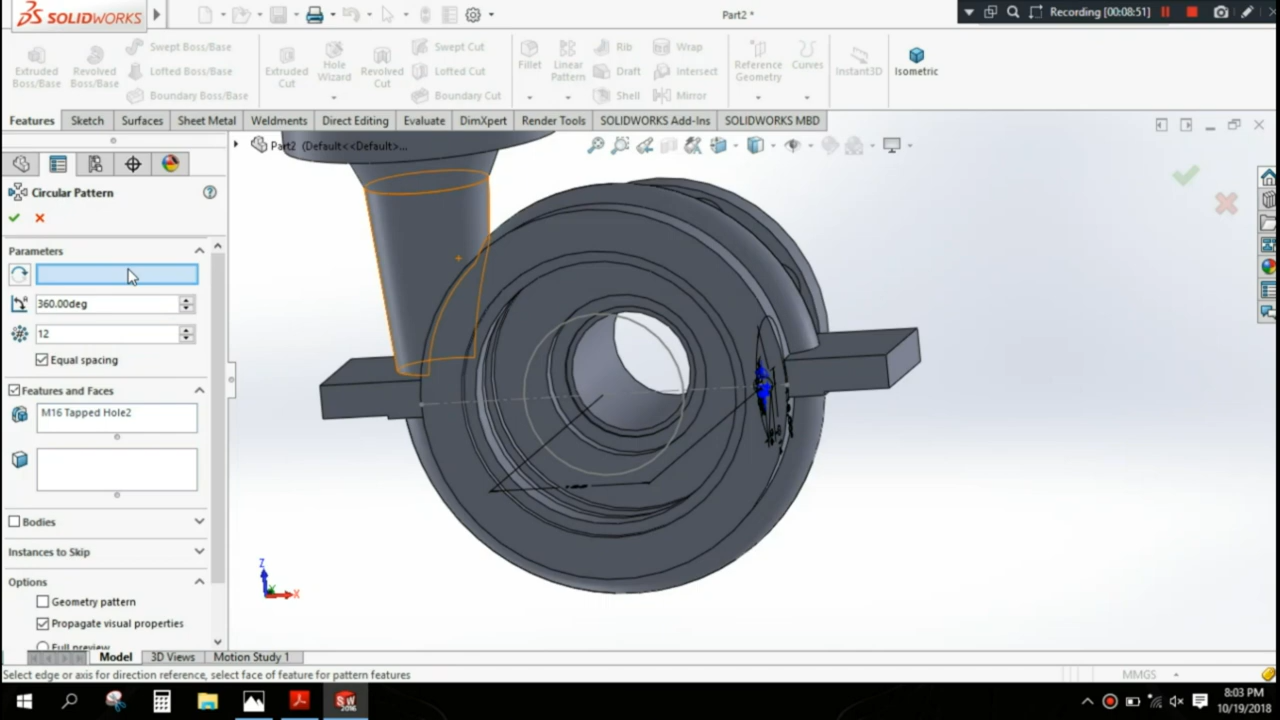 SOLIDWORKS
Part2 *
Recording [00:08:51]
Extruded Boss/Base
Revolved Boss/Base
Swept Boss/Base
Lofted Boss/Base
Boundary Boss/Base
Extruded Cut
Hole Wizard
Revolved Cut
Swept Cut
Lofted Cut
Boundary Cut
Fillet
Linear Pattern
Rib
Draft
Shell
Wrap
Intersect
Mirror
Reference Geometry
Curves
Instant3D
Isometric
Features
Sketch
Surfaces
Sheet Metal
Weldments
Direct Editing
Evaluate
DimXpert
Render Tools
SOLIDWORKS Add-Ins
SOLIDWORKS MBD
Part2 (Default<<Default>...
Circular Pattern
Parameters
360.00deg
12
Equal spacing
Features and Faces
M16 Tapped Hole2
Bodies
Instances to Skip
Options
Geometry pattern
Propagate visual properties
Full preview
Z
X
Model
3D Views
Motion Study 1
Select edge or axis for direction reference, select face of feature for pattern features
MMGS
SW
2016
8:03 PM
10/19/2018